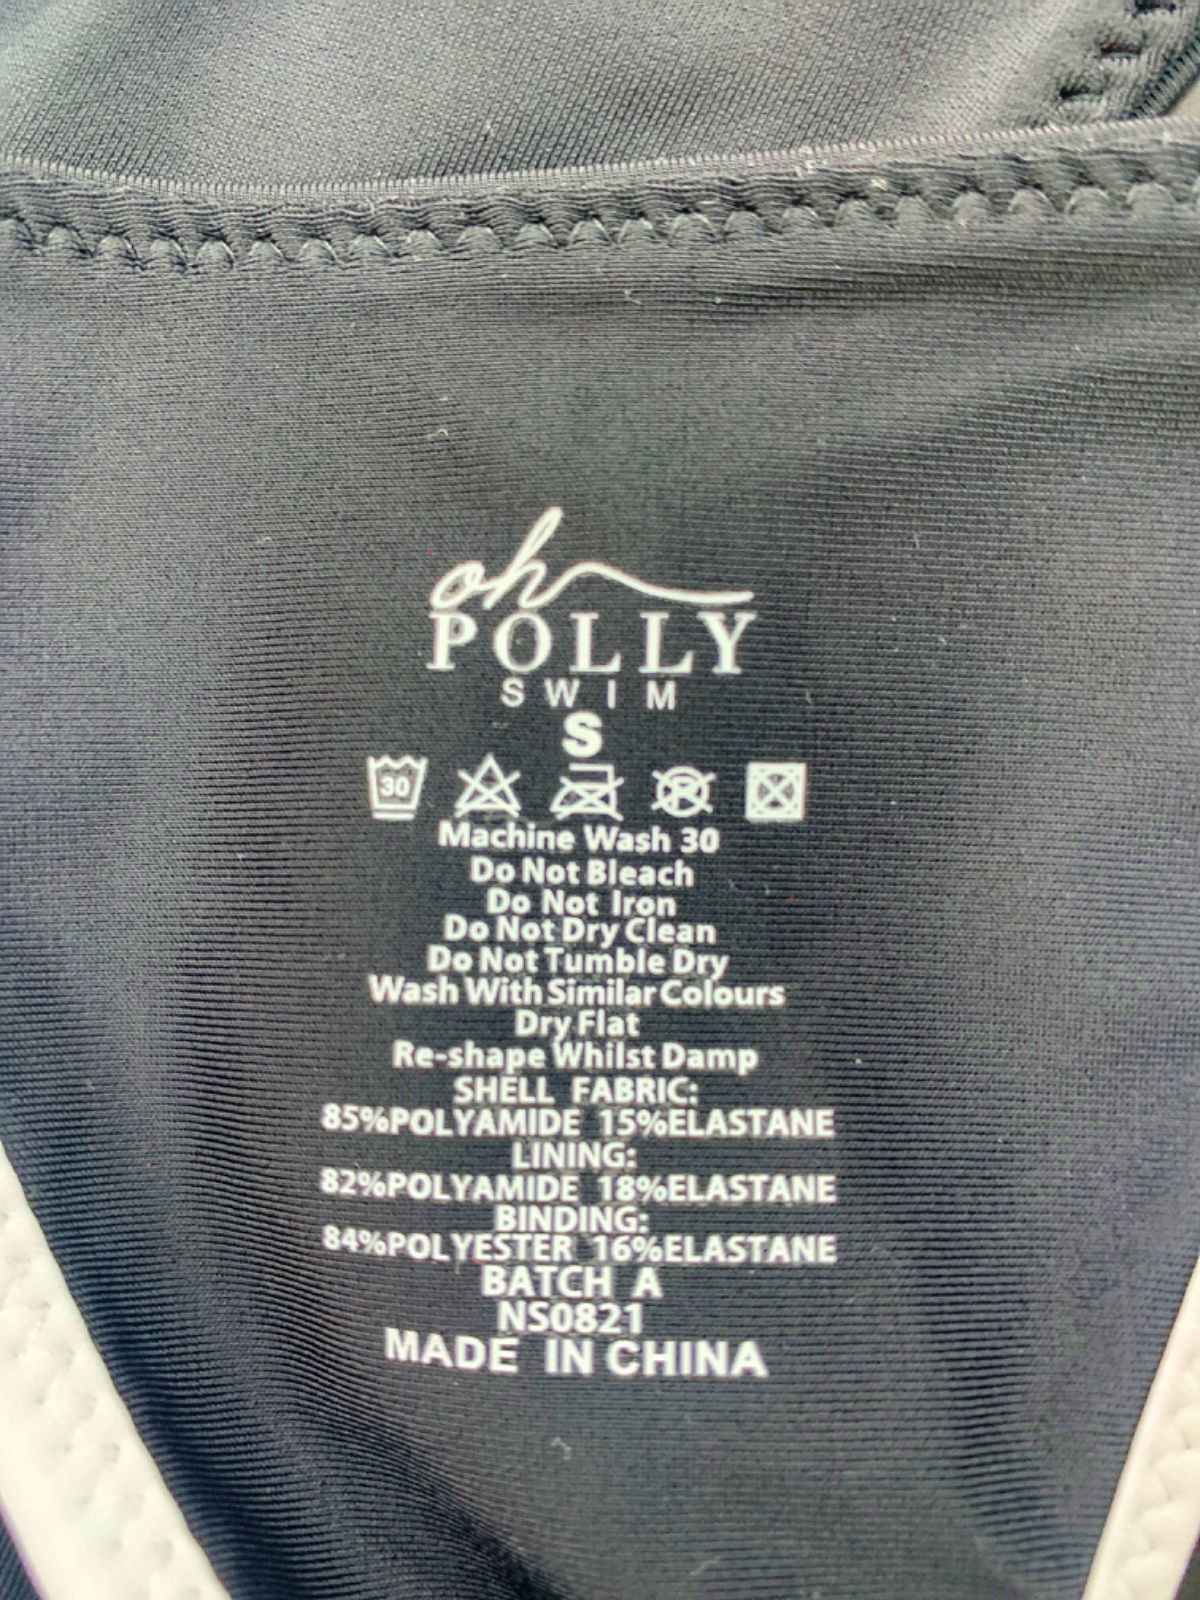 oh
POLLY
SWIM
S
30
Machine Wash 30
Do Not Bleach
Do Not Iron
Do Not Dry Clean
Do Not Tumble Dry
Wash With Similar Colours
Dry Flat
Re-shape Whilst Damp
SHELL FABRIC:
85%POLYAMIDE 15%ELASTANE
LINING:
82%POLYAMIDE 18%ELASTANE
BINDING:
84%POLYESTER 16%ELASTANE
BATCH A
NS0821
MADE IN CHINA